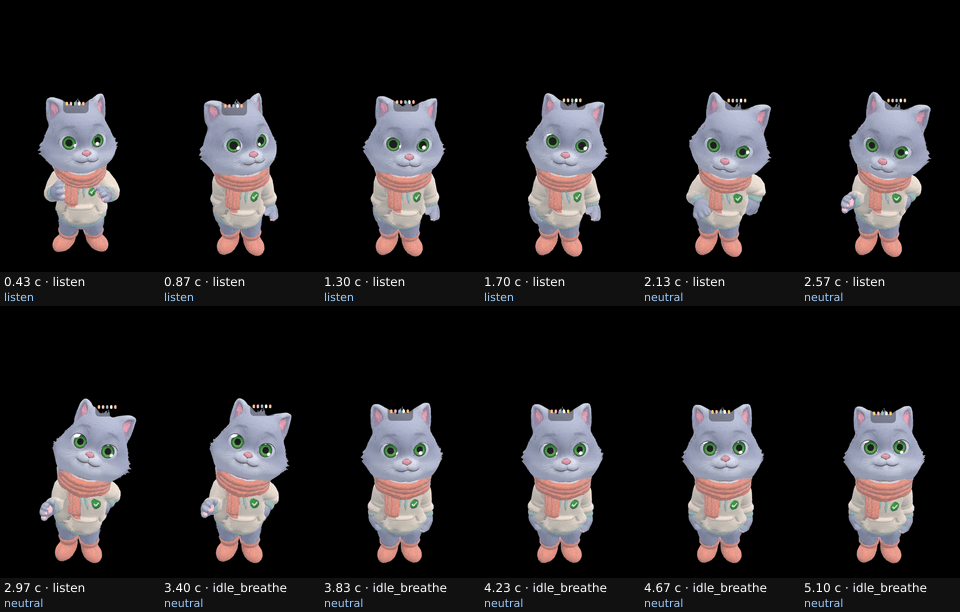 0.43 с · listen
listen
0.87 с · listen
listen
1.30 с · listen
listen
1.70 с · listen
listen
2.13 с · listen
neutral
2.57 с · listen
neutral
2.97 с · listen
neutral
3.40 с · idle_breathe
neutral
3.83 с · idle_breathe
neutral
4.23 с · idle_breathe
neutral
4.67 с · idle_breathe
neutral
5.10 с · idle_breathe
neutral